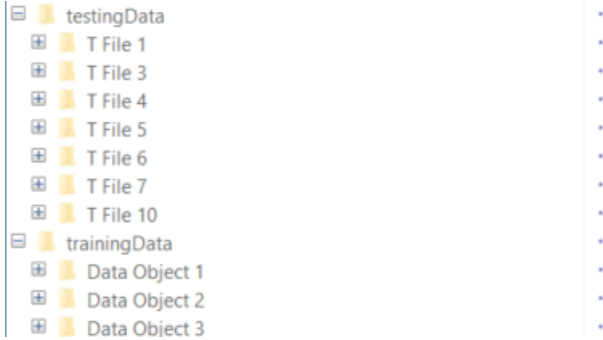 testingData
T File 1
T File 3
T File 4
T File 5
T File 6
T File 7
T File 10
trainingData
Data Object 1
Data Object 2
Data Object 3